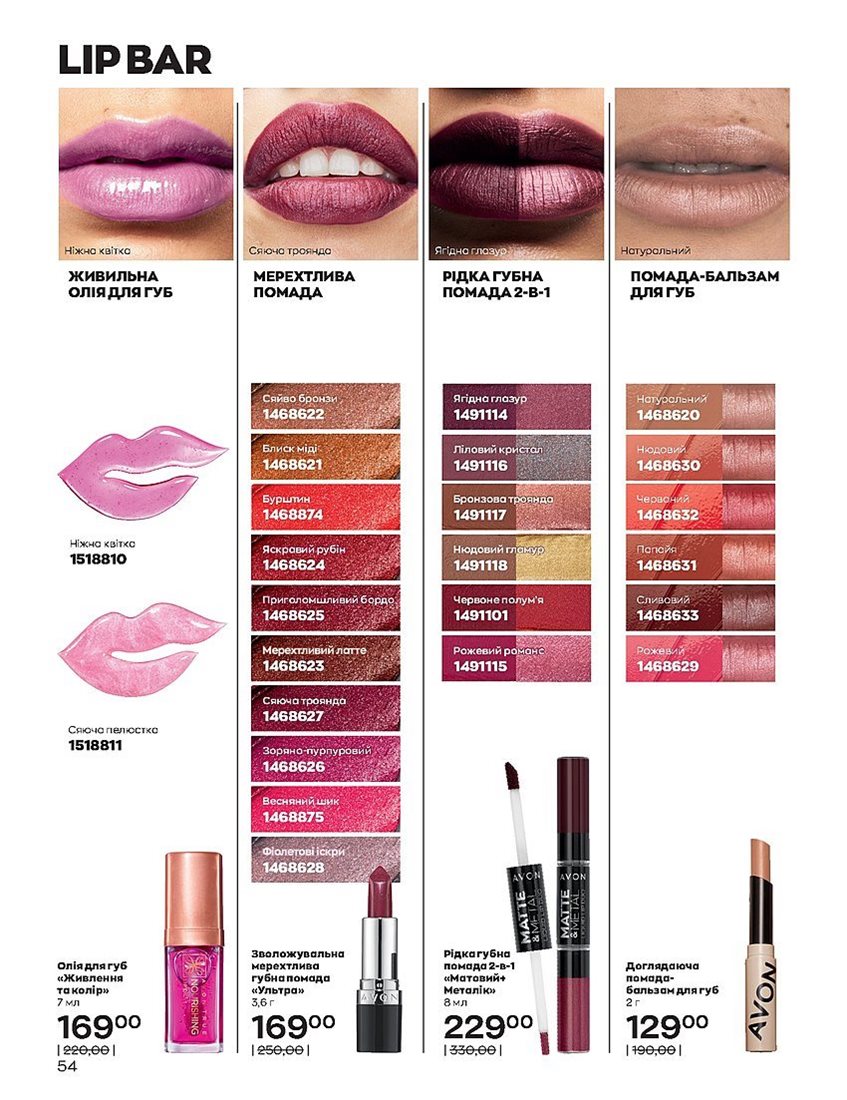 LIP BAR
Ніжна квітка
ЖИВИЛЬНА
ОЛІЯ ДЛЯ ГУБ
Ніжна квітка
1518810
Сяюча пелюстка
1518811
Олія для губ
«Живлення
та колір»
7 мл
169⁰⁰
|220,00|
Сяюча троянда
МЕРЕХТЛИВА
ПОМАДА
Сяйво бронзи
1468622
Блиск міді
1468621
Бурштин
1468874
Яскравий рубін
1468624
Приголомшливий бордо
1468625
Мерехтливий латте
1468623
Сяюча троянда
1468627
Зоряно-пурпуровий
1468626
Весняний шик
1468875
Фіолетові іскри
1468628
Зволожувальна
мерехтлива
губна помада
«Ультра»
3,6 г
169⁰⁰
|250,00|
AVON
Ягідна глазур
РІДКА ГУБНА
ПОМАДА 2-В-1
Ягідна глазур
1491114
Ліловий кристал
1491116
Бронзова троянда
1491117
Нюдовий гламур
1491118
Червоне полум'я
1491101
Рожевий романс
1491115
AVON
MATTE
& METAL
AVON
MATTE
& METAL
Рідка губна
помада 2-в-1
«Матовий+
Металік»
8 мл
229⁰⁰
|330,00|
Натуральний
ПОМАДА-БАЛЬЗАМ
ДЛЯ ГУБ
Натуральний
1468620
Нюдовий
1468630
Червоний
1468632
Папайя
1468631
Сливовий
1468633
Рожевий
1468629
Доглядаюча
помада-
бальзам для губ
2 г
129⁰⁰
|190,00|
AVON
NOURISHING
54